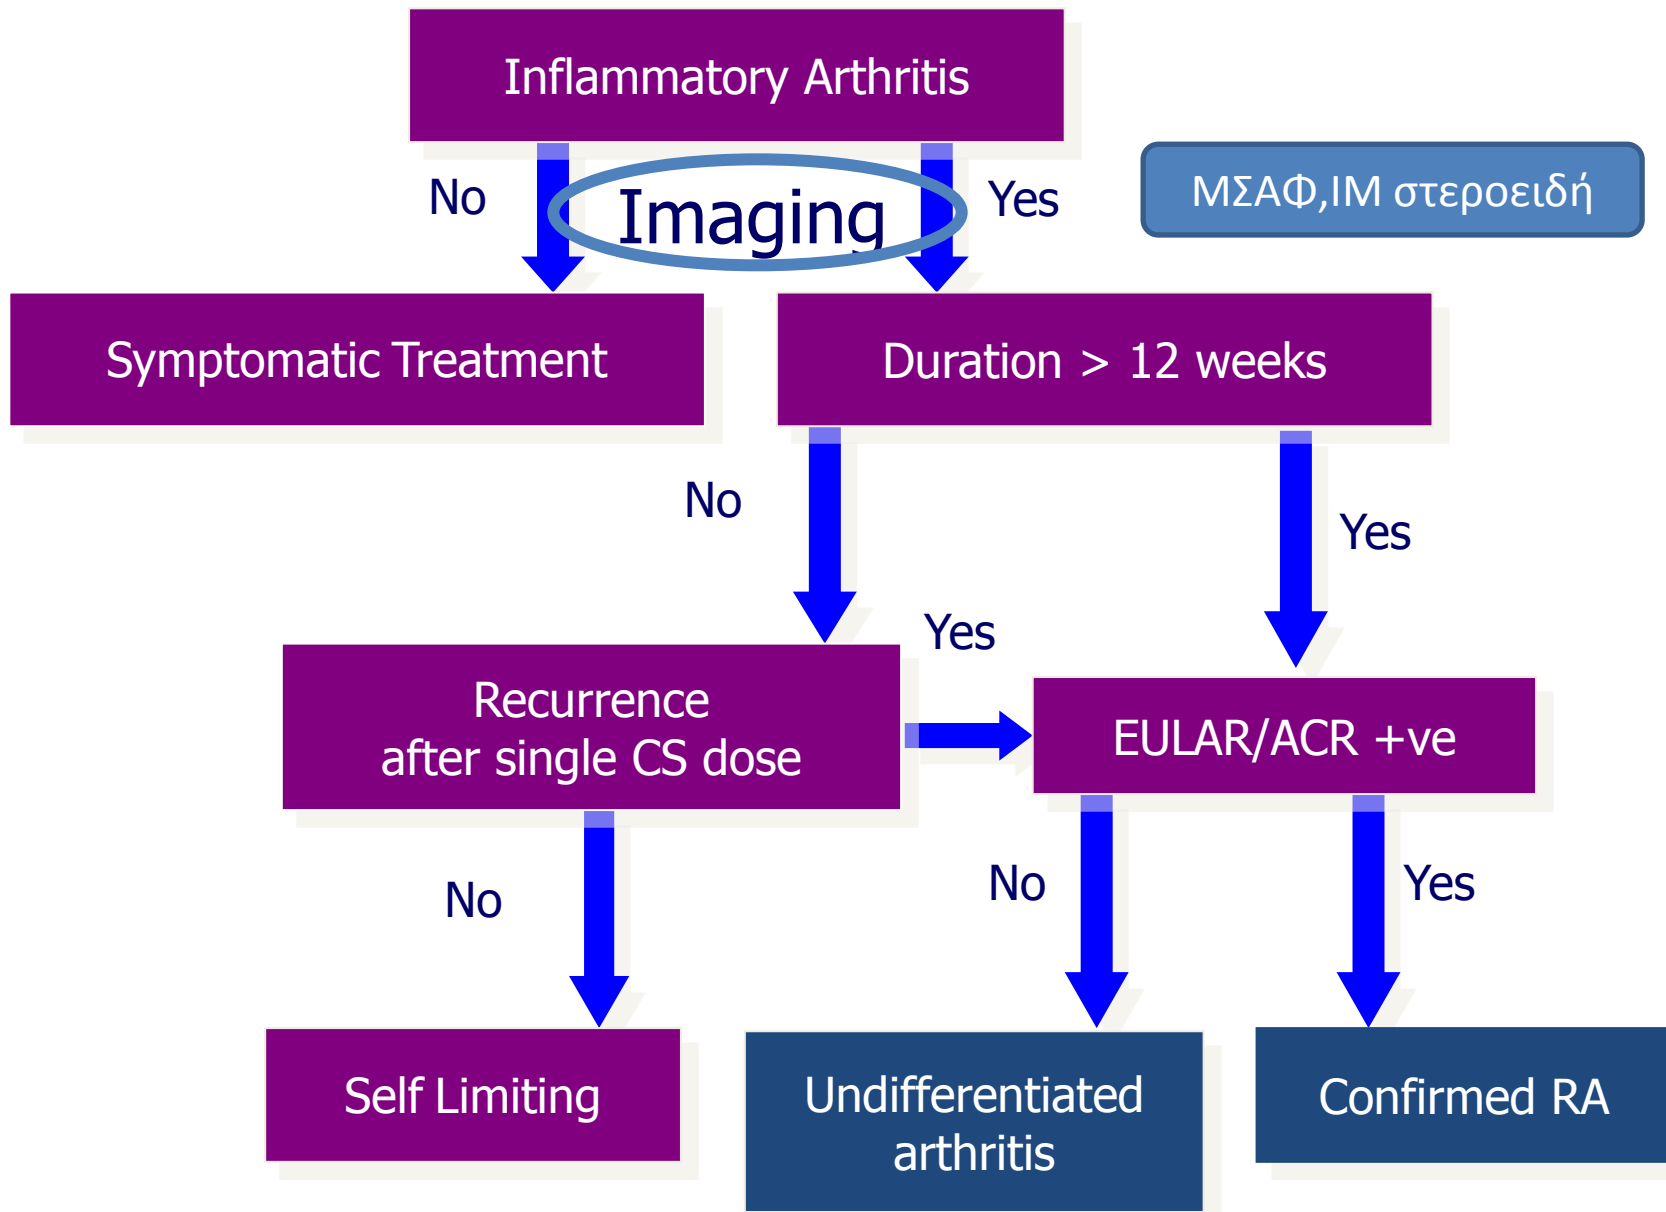 Inflammatory Arthritis
No
Imaging
Yes
ΜΣΑΦ,ΙΜ στεροειδή
Symptomatic Treatment
Duration > 12 weeks
No
Yes
Yes
Recurrence
after single CS dose
EULAR/ACR +ve
No
No
Yes
Self Limiting
Undifferentiated
arthritis
Confirmed RA